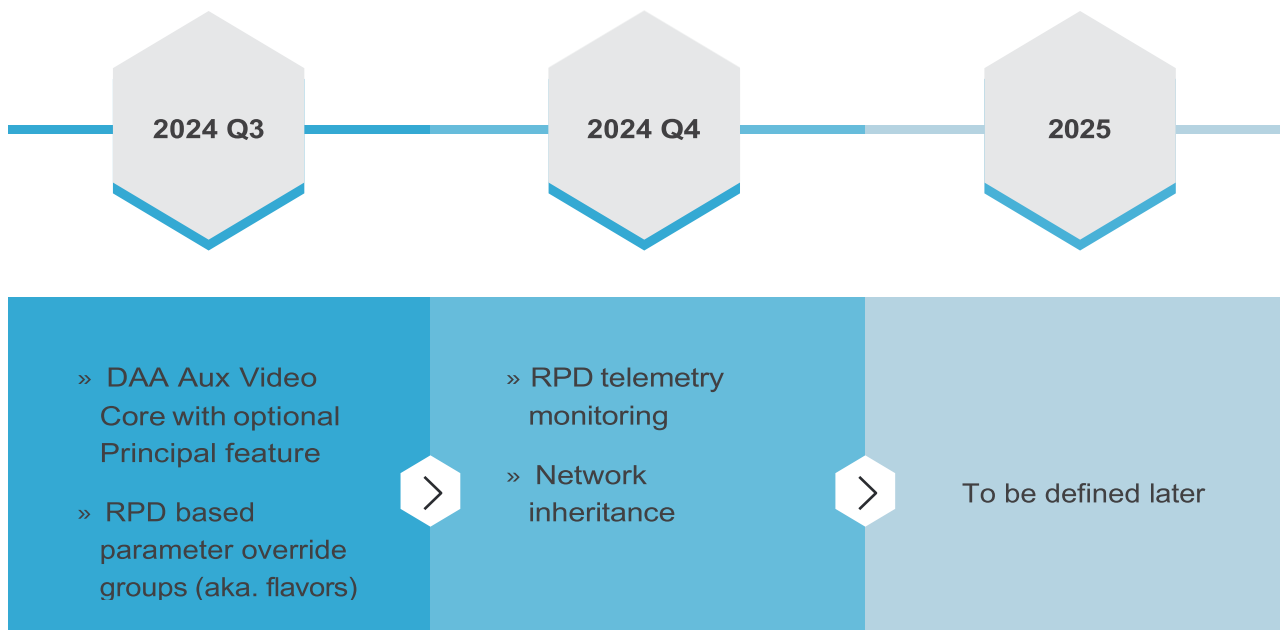 2024 Q3
2024 Q4
2025
» DAA Aux Video
Core with optional
Principal feature
» RPD based
parameter override
groups (aka. flavors)
» RPD telemetry
monitoring
» Network
inheritance
To be defined later